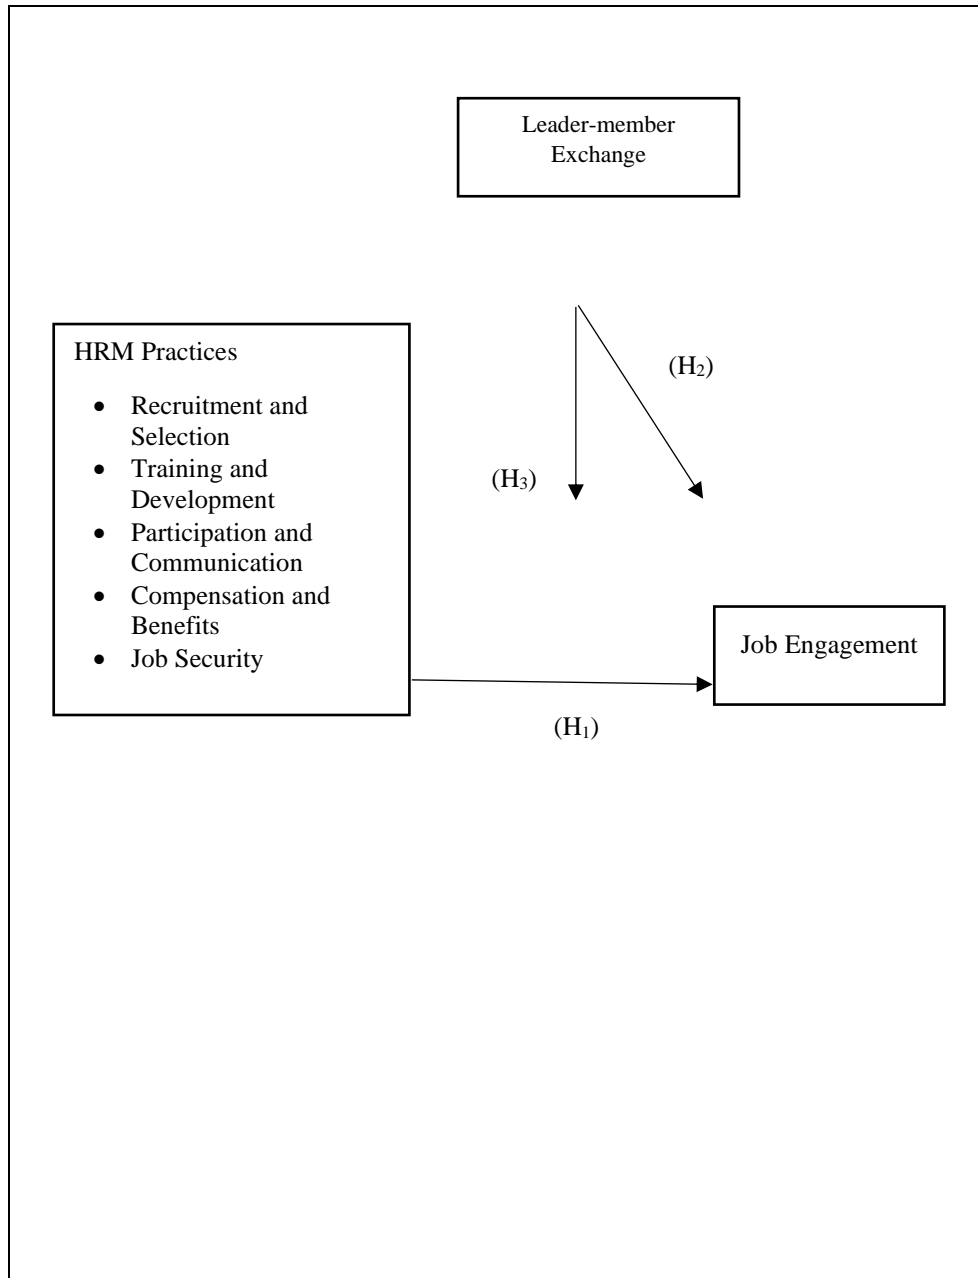 Leader-member
Exchange
HRM Practices
• Recruitment and
Selection
• Training and
Development
• Participation and
Communication
• Compensation and
Benefits
• Job Security
(H₂)
(H₃)
Job Engagement
(H₁)